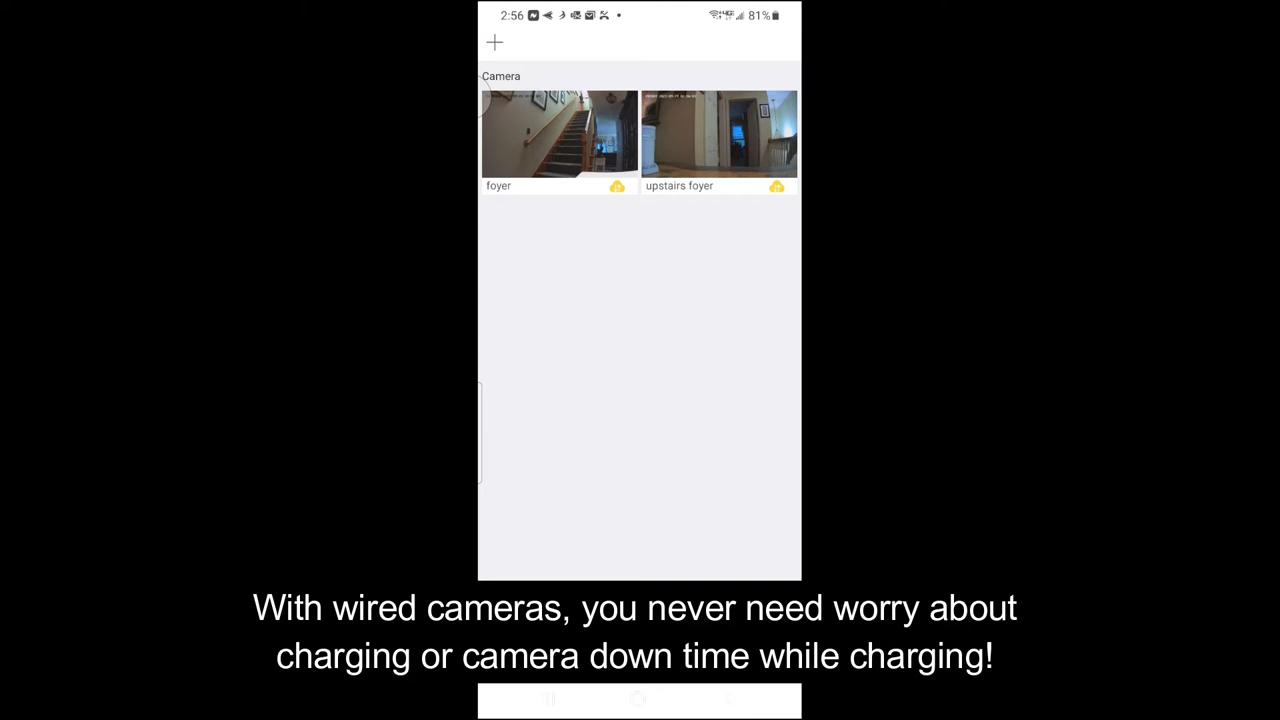 2:56
81%
Camera
foyer
upstairs foyer
With wired cameras, you never need worry about
charging or camera down time while charging!